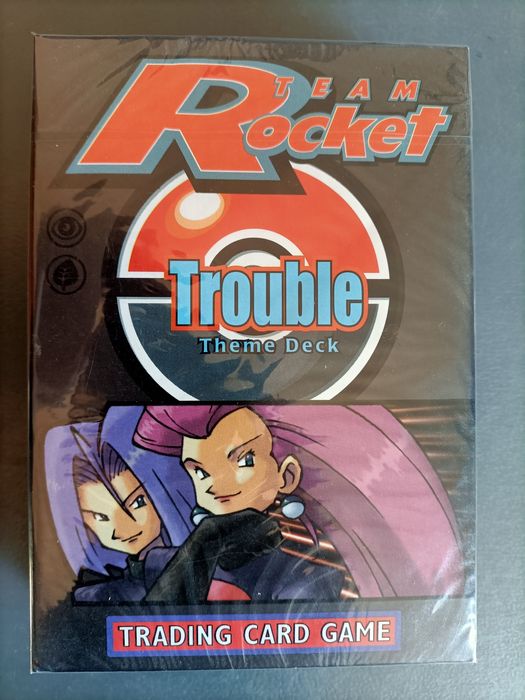 TEAM
Rocket
Trouble
Theme Deck
TRADING CARD GAME